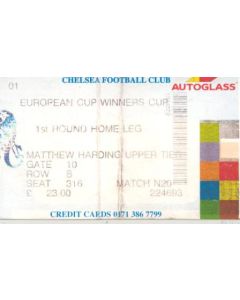 CHELSEA FOOTBALL CLUB
01
AUTOGLASS
EUROPEAN CUP WINNERS CUP
1st ROUND HOME LEG
MATTHEW HARDING UPPER TIER
GATE 10
ROW 8
SEAT 316 MATCH N20
£ 23.00 224693
CREDIT CARDS 0171 386 7799